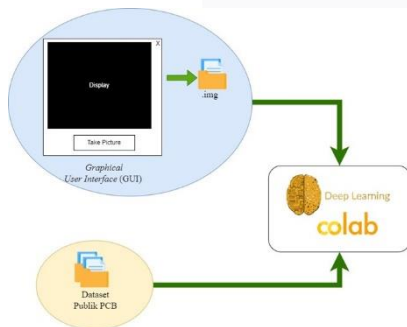 X
Display
.img
Take Picture
Graphical
User Interface (GUI)
Deep Learning
colab
Dataset
Publik PCB